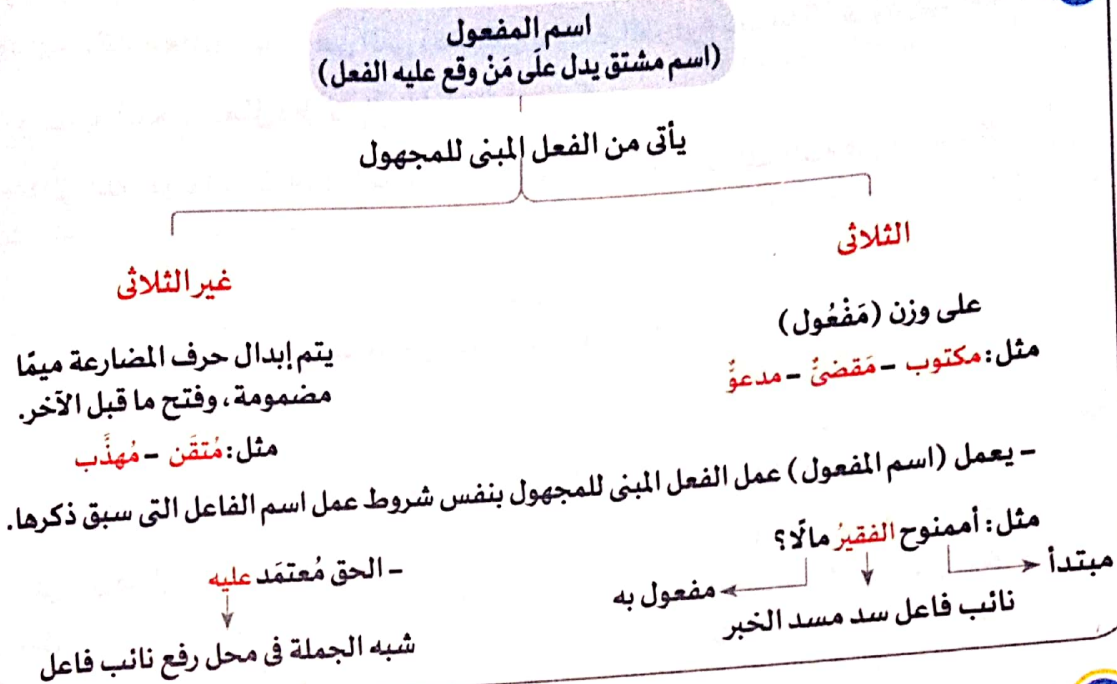 اسم المفعول
(اسم مشتق يدل علَى مَنْ وقع عليه الفعل)
يأتى من الفعل المبنى للمجهول
الثلاثى
على وزن (مَفْعُول)
مثل: مكتوب – مَقضىٌّ – مدعوٌّ
غير الثلاثى
يتم إبدال حرف المضارعة ميمًا
مضمومة، وفتح ما قبل الآخر.
مثل: مُتقَن – مُهذَّب
– يعمل (اسم المفعول) عمل الفعل المبنى للمجهول بنفس شروط عمل اسم الفاعل التى سبق ذكرها.
مثل: أممنوح الفقيرُ مالًا؟
مبتدأ
نائب فاعل سد مسد الخبر
مفعول به
– الحق مُعتمَد عليه
شبه الجملة فى محل رفع نائب فاعل